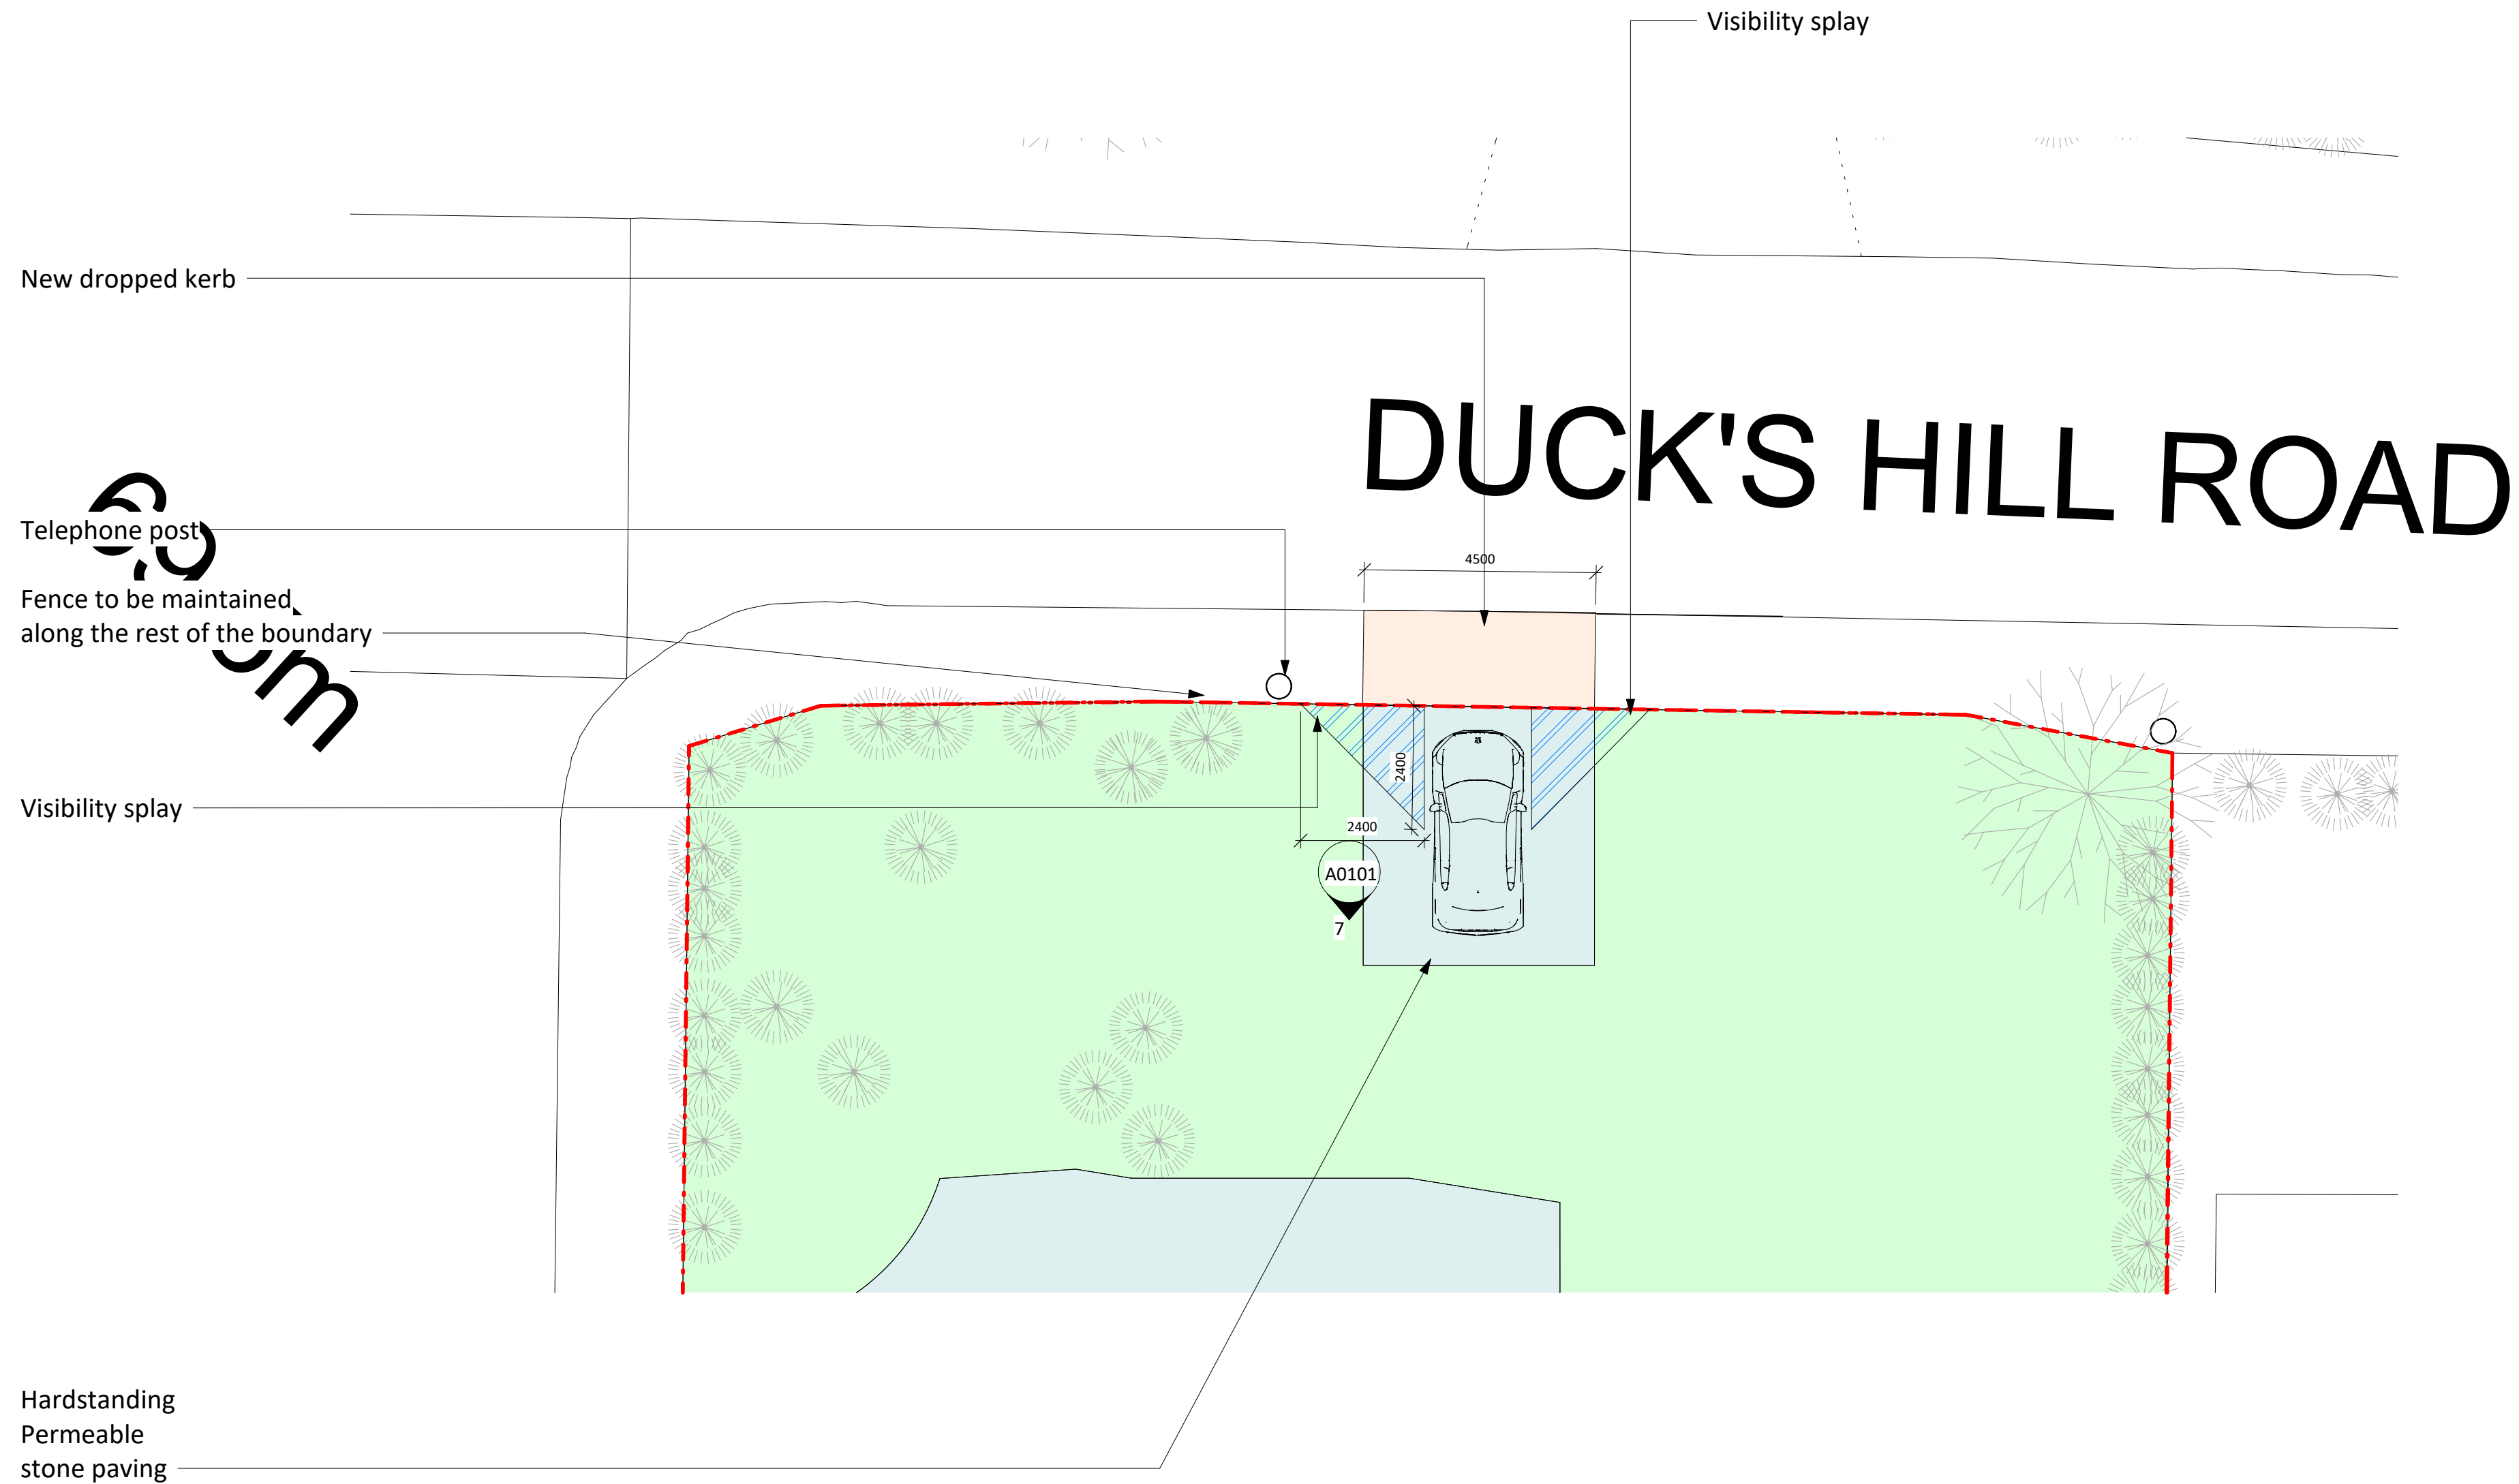 Visibility splay
New dropped kerb
DUCK'S HILL ROAD
Telephone post
4500
Fence to be maintained
along the rest of the boundary
m
2400
Visibility splay
2400
A0101
7
Hardstanding
Permeable
stone paving